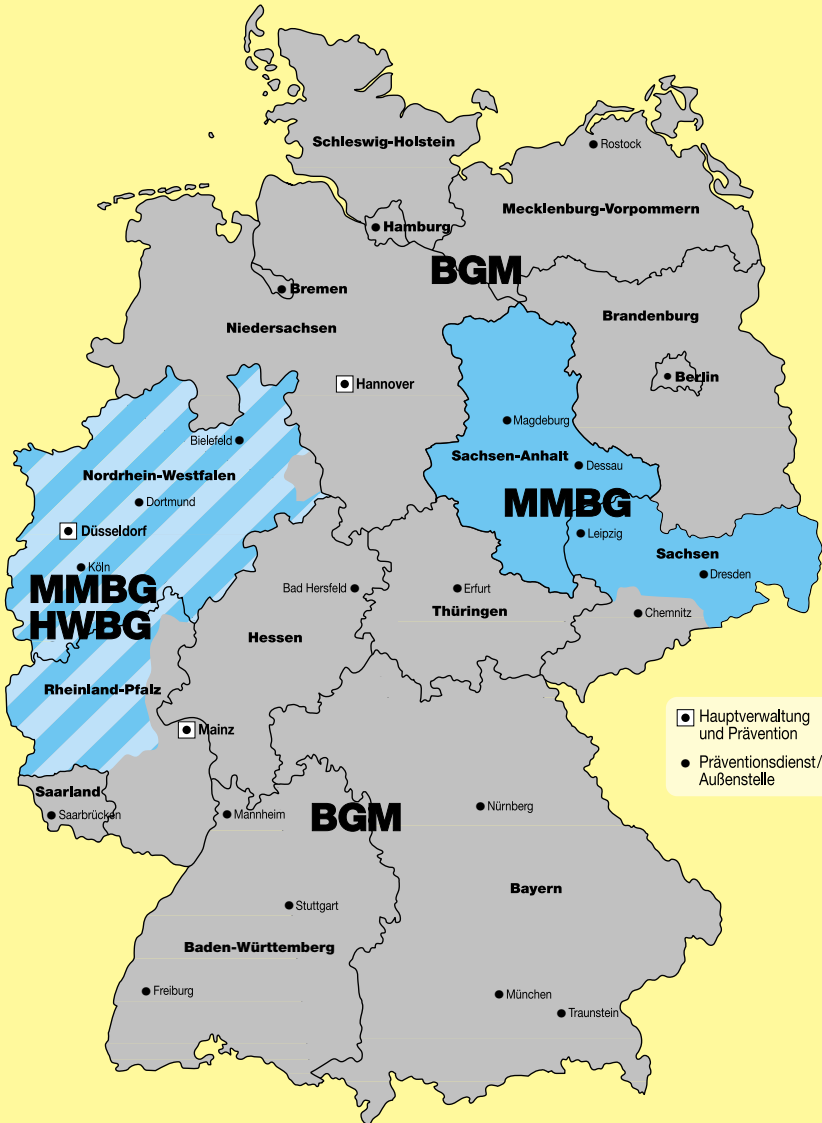 Schleswig-Holstein
Rostock
Mecklenburg-Vorpommern
Hamburg
BGM
Bremen
Brandenburg
Niedersachsen
Berlin
Hannover
Magdeburg
Bielefeld
Sachsen-Anhalt
Dessau
Nordrhein-Westfalen
Dortmund
MMBG
Düsseldorf
Leipzig
Sachsen
Köln
Dresden
MMBG
HWBG
Bad Hersfeld
Erfurt
Thüringen
Chemnitz
Hessen
Rheinland-Pfalz
Mainz
Hauptverwaltung
und Prävention
Präventionsdienst/
Außenstelle
Saarland
Saarbrücken
Mannheim
BGM
Nürnberg
Bayern
Stuttgart
Baden-Württemberg
Freiburg
München
Traunstein